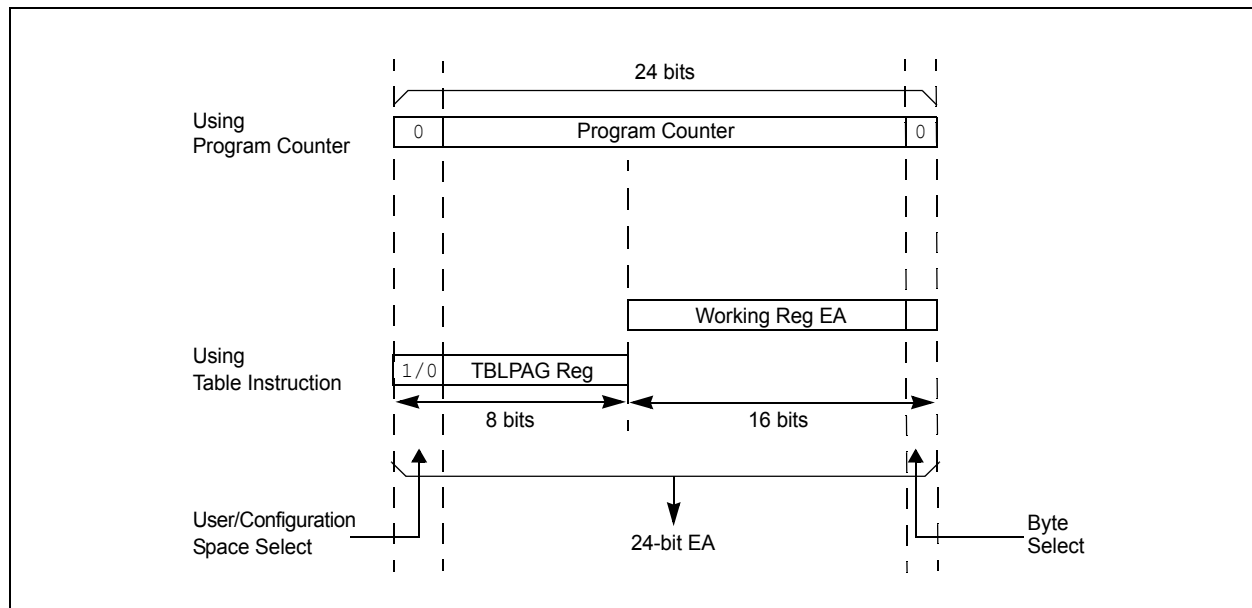 24 bits
Using
Program Counter
0
Program Counter
0
Working Reg EA
Using
Table Instruction
1/0
TBLPAG Reg
8 bits
16 bits
User/Configuration
Space Select
24-bit EA
Byte
Select